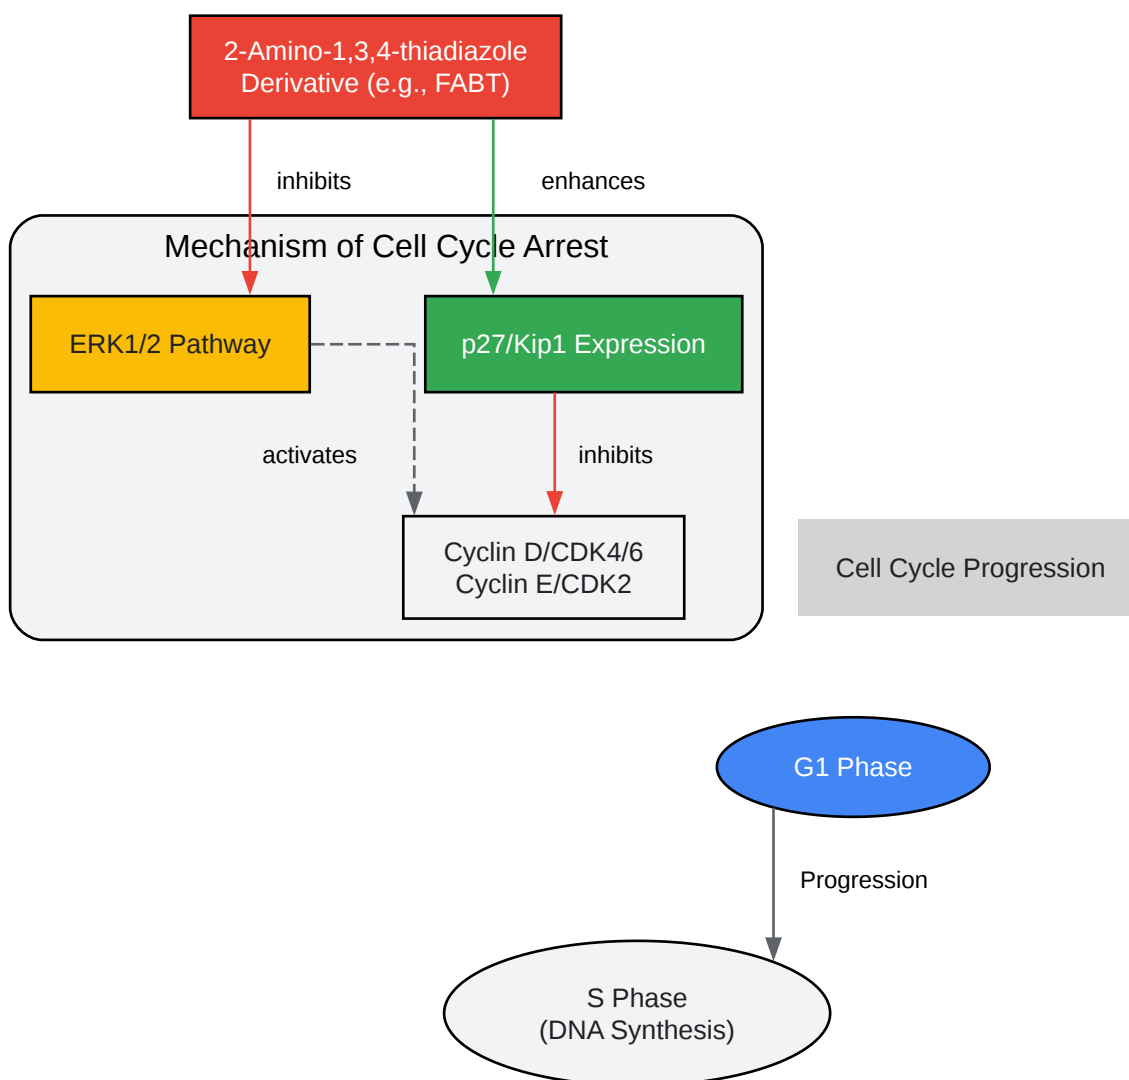 2-Amino-1,3,4-thiadiazole
Derivative (e.g., FABT)
inhibits
enhances
Mechanism of Cell Cycle Arrest
ERK1/2 Pathway
p27/Kip1 Expression
activates
inhibits
Cyclin D/CDK4/6
Cyclin E/CDK2
Cell Cycle Progression
G1 Phase
Progression
S Phase
(DNA Synthesis)